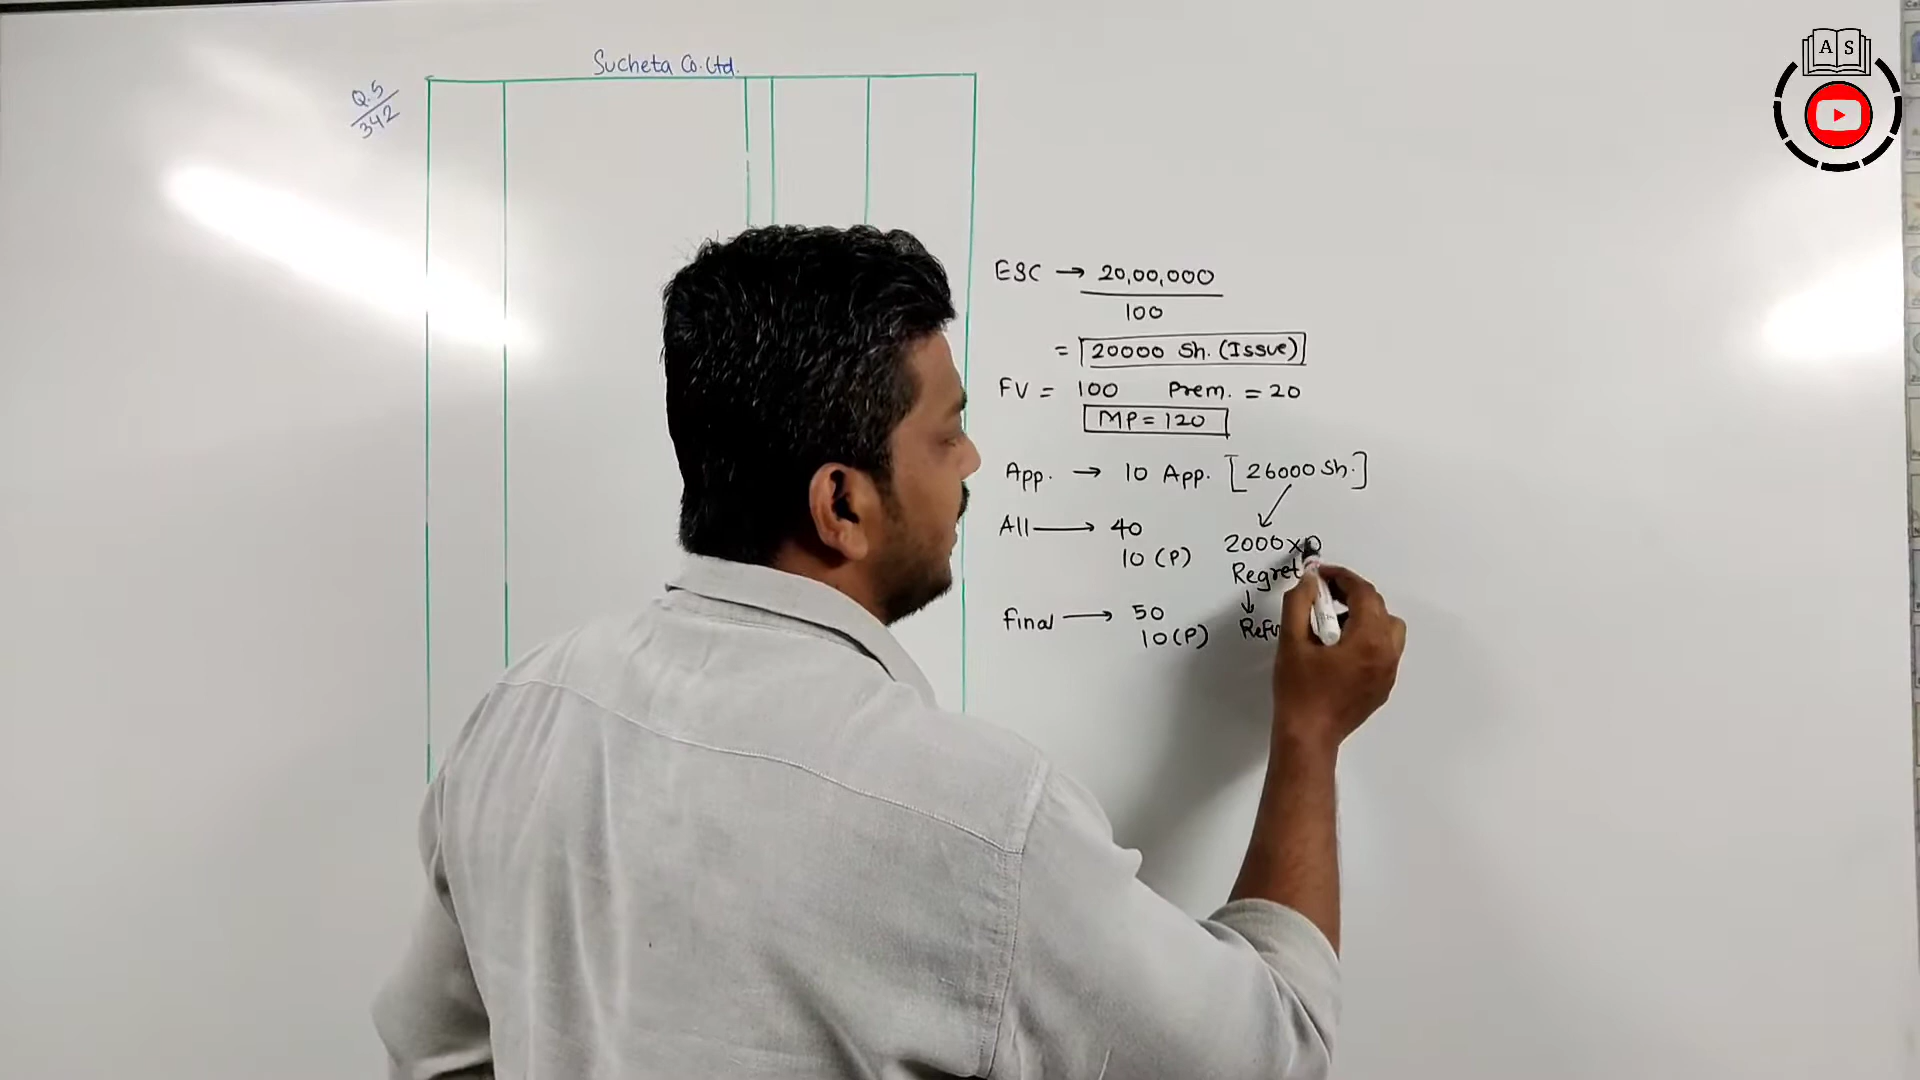 Sucheta Co. Ltd.
Q.5
342
ESC → 20,00,000
100
= 20000 Sh. (Issue)
FV = 100 Prem. = 20
MP = 120
App. → 10 App. [26000 Sh.]
All → 40
10 (P)
2000 x
Regret
Final → 50
10 (P)
A S